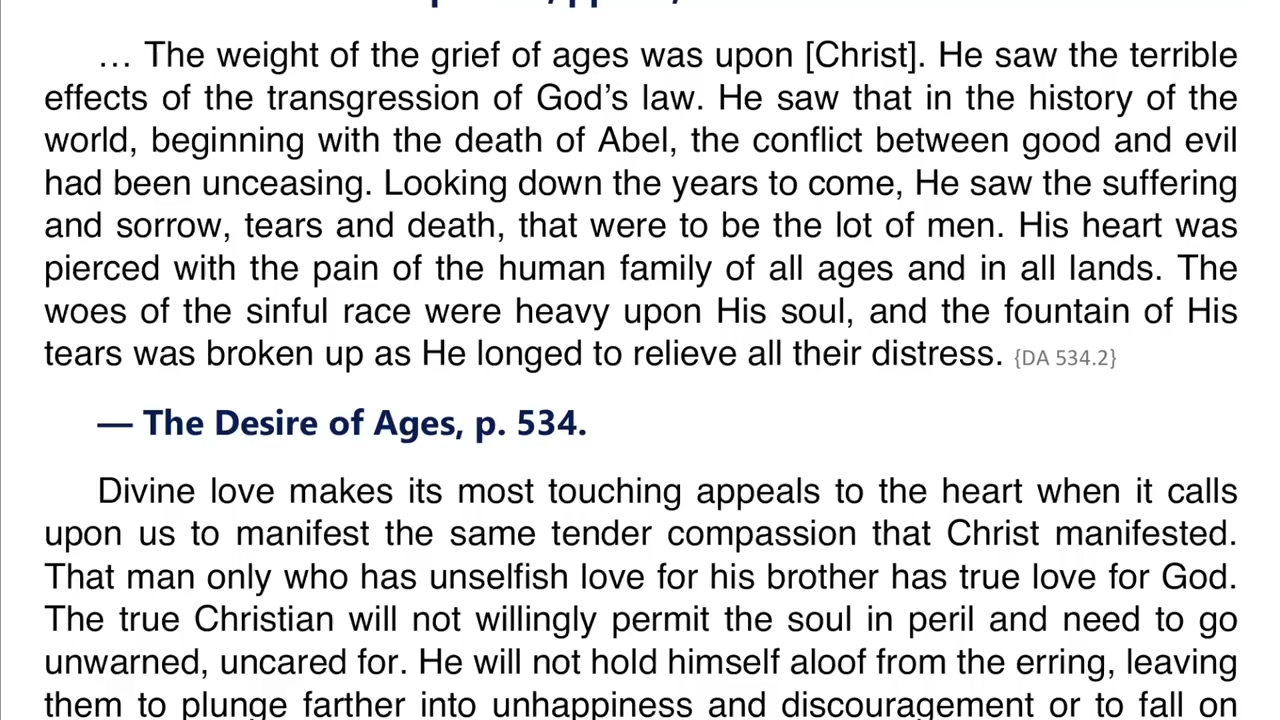 … The weight of the grief of ages was upon [Christ]. He saw the terrible
effects of the transgression of God’s law. He saw that in the history of the
world, beginning with the death of Abel, the conflict between good and evil
had been unceasing. Looking down the years to come, He saw the suffering
and sorrow, tears and death, that were to be the lot of men. His heart was
pierced with the pain of the human family of all ages and in all lands. The
woes of the sinful race were heavy upon His soul, and the fountain of His
tears was broken up as He longed to relieve all their distress. {DA 534.2}
— The Desire of Ages, p. 534.
Divine love makes its most touching appeals to the heart when it calls
upon us to manifest the same tender compassion that Christ manifested.
That man only who has unselfish love for his brother has true love for God.
The true Christian will not willingly permit the soul in peril and need to go
unwarned, uncared for. He will not hold himself aloof from the erring, leaving
them to plunge farther into unhappiness and discouragement or to fall on